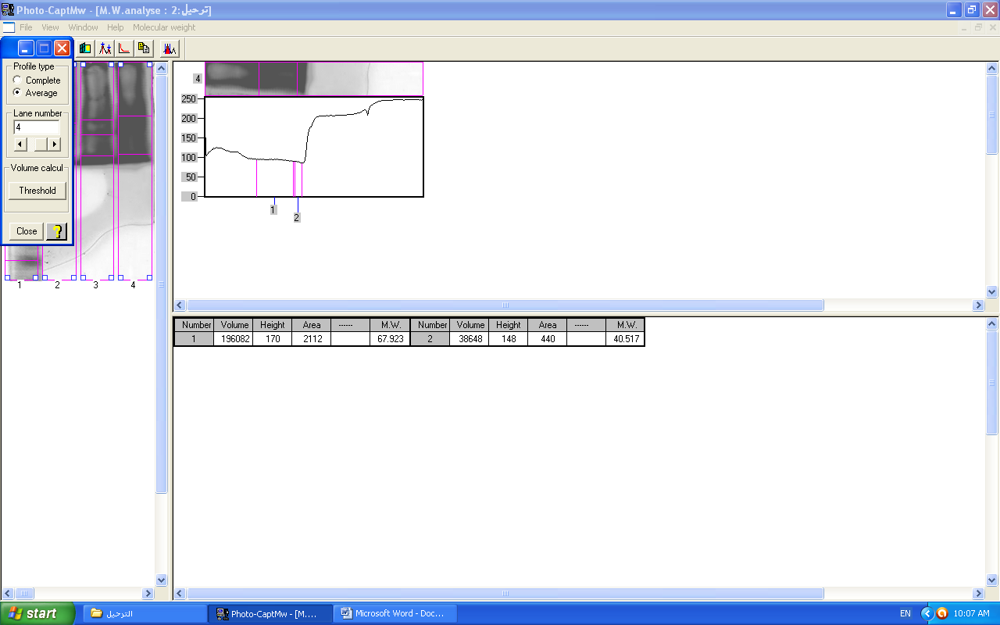 Photo-CaptMw - [M.W.analyse : 2:ترحيل]
File View Window Help Molecular weight
Profile type
Complete
Average
Lane number
4
Volume calcul
Threshold
Close ?
1 2 3 4
4
250
200
150
100
50
0
1
2
Number Volume Height Area ------ M.W. Number Volume Height Area ------ M.W.
1 196082 170 2112 67.923 2 38648 148 440 40.517
start الترحيل Photo-CaptMw - [M.... Microsoft Word - Doc... EN 10:07 AM